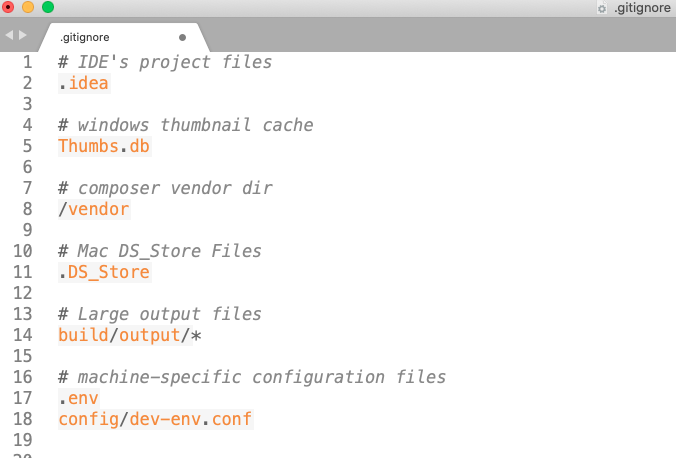 .gitignore
.gitignore
1 # IDE's project files
2 .idea
3
4 # windows thumbnail cache
5 Thumbs.db
6
7 # composer vendor dir
8 /vendor
9
10 # Mac DS_Store Files
11 .DS_Store
12
13 # Large output files
14 build/output/*
15
16 # machine-specific configuration files
17 .env
18 config/dev-env.conf
19